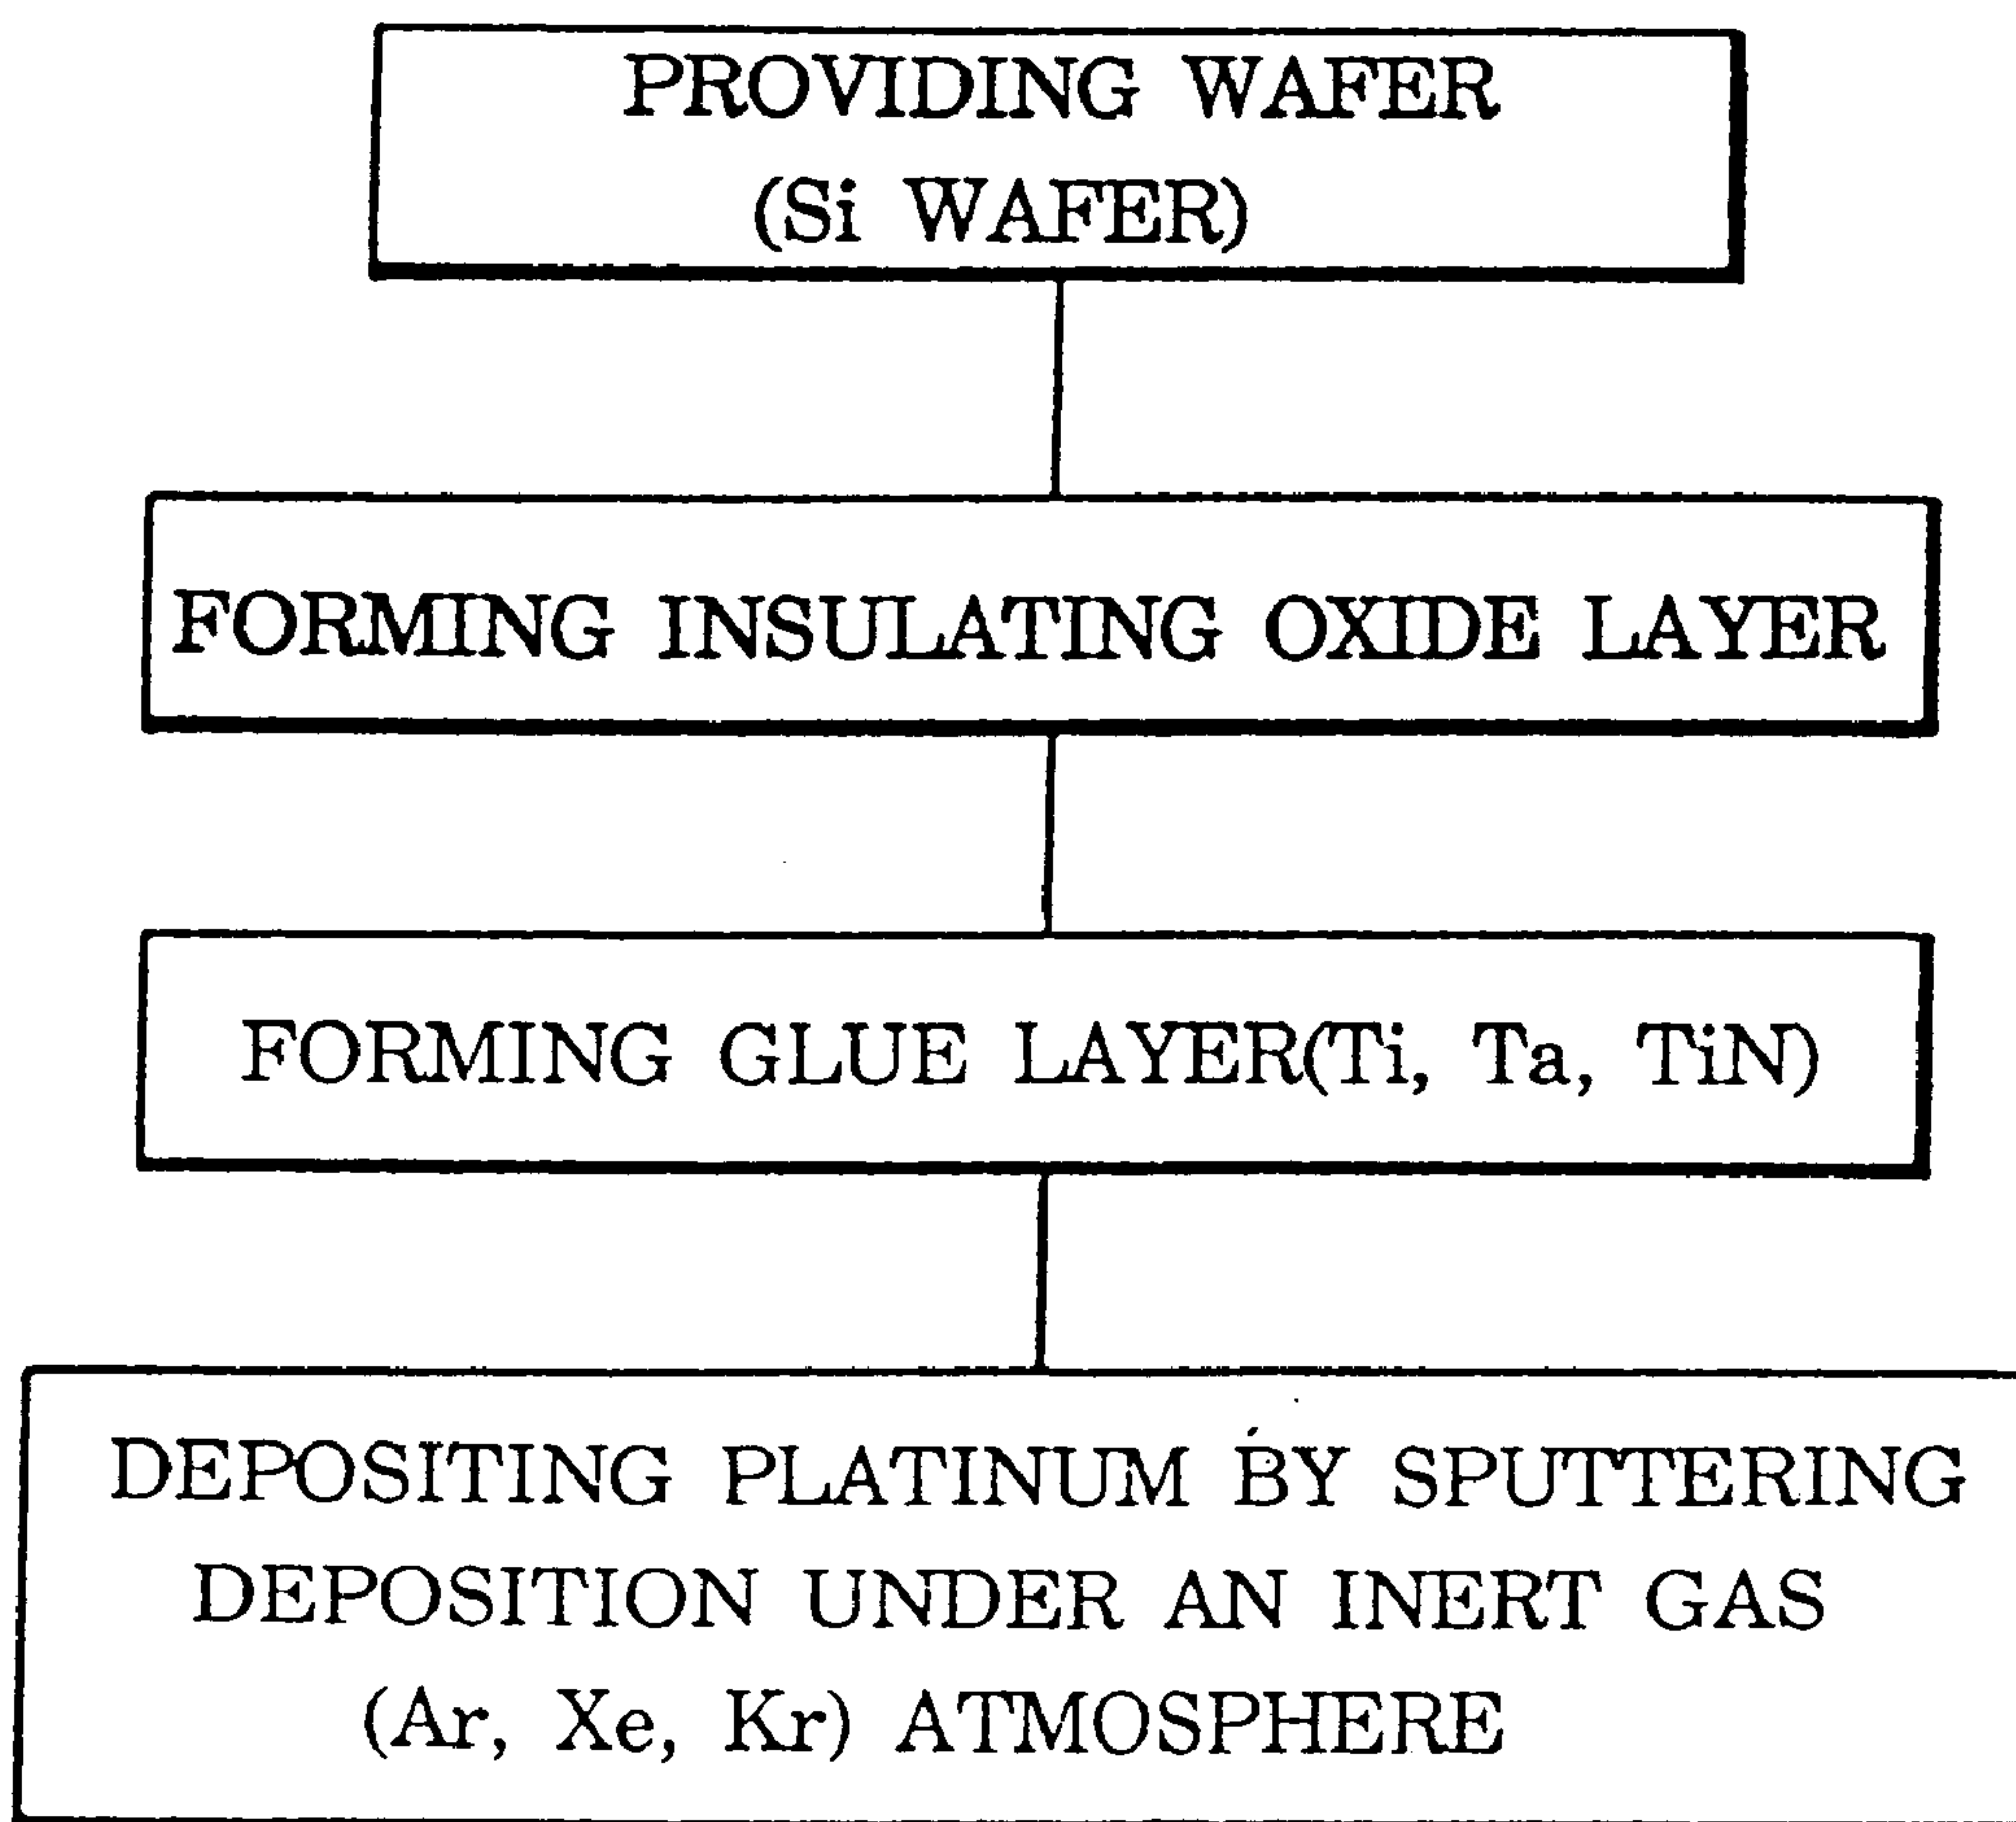 PROVIDING WAFER
(Si WAFER)
FORMING INSULATING OXIDE LAYER
FORMING GLUE LAYER(Ti, Ta, TiN)
DEPOSITING PLATINUM BY SPUTTERING
DEPOSITION UNDER AN INERT GAS
(Ar, Xe, Kr) ATMOSPHERE